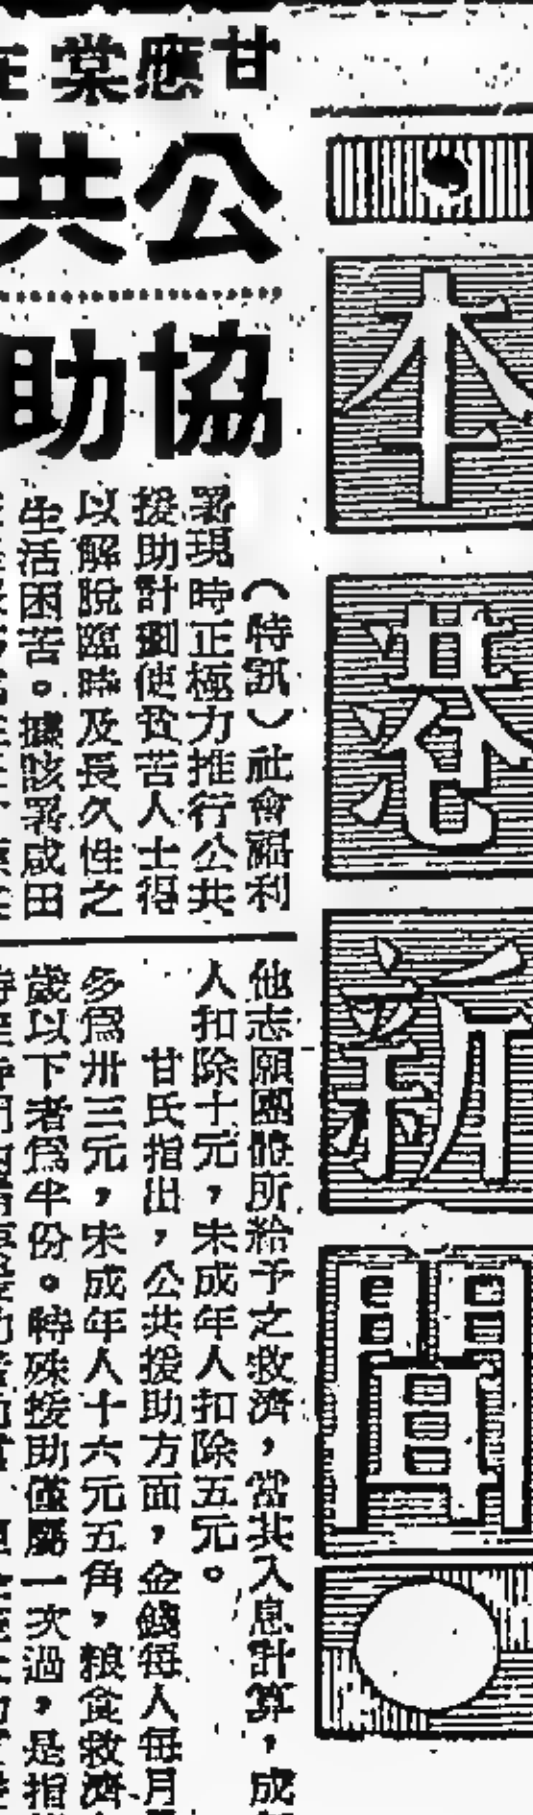 本港新聞
甘應棠在
公共
協助
（特訊）社會福利
署現時正極力推行公共
援助計劃使貧苦人士得
以解脫臨時及長久性之
生活困苦。據該署成田
他志願團體所給予之救濟，當其入息計算，成
人扣除十元，未成年人扣除五元。
甘氏指出，公共援助方面，金錢每人每月
多為卅三元，未成年人十六元五角，粮食救濟
歲以下者為半份。特殊援助僅屬一次過，是指